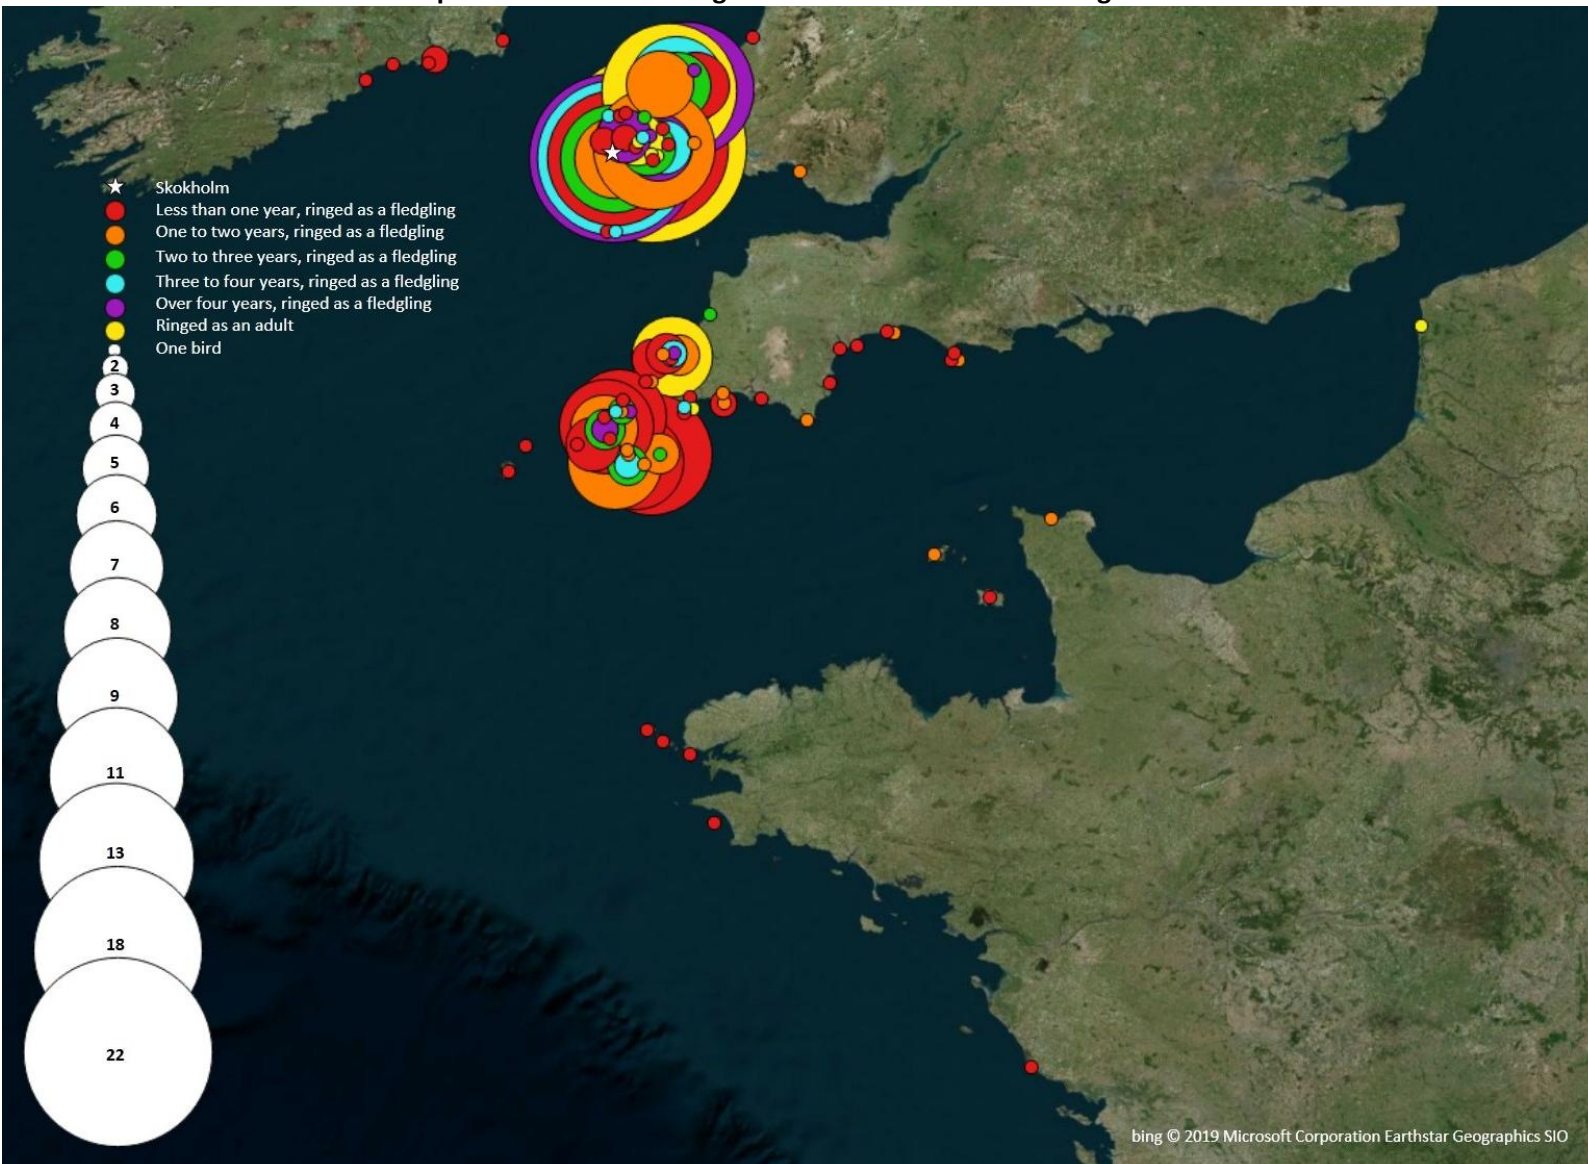 Skokholm
Less than one year, ringed as a fledgling
One to two years, ringed as a fledgling
Two to three years, ringed as a fledgling
Three to four years, ringed as a fledgling
Over four years, ringed as a fledgling
Ringed as an adult
One bird
2
3
4
5
6
7
8
9
11
13
18
22
bing © 2019 Microsoft Corporation Earthstar Geographics SIO